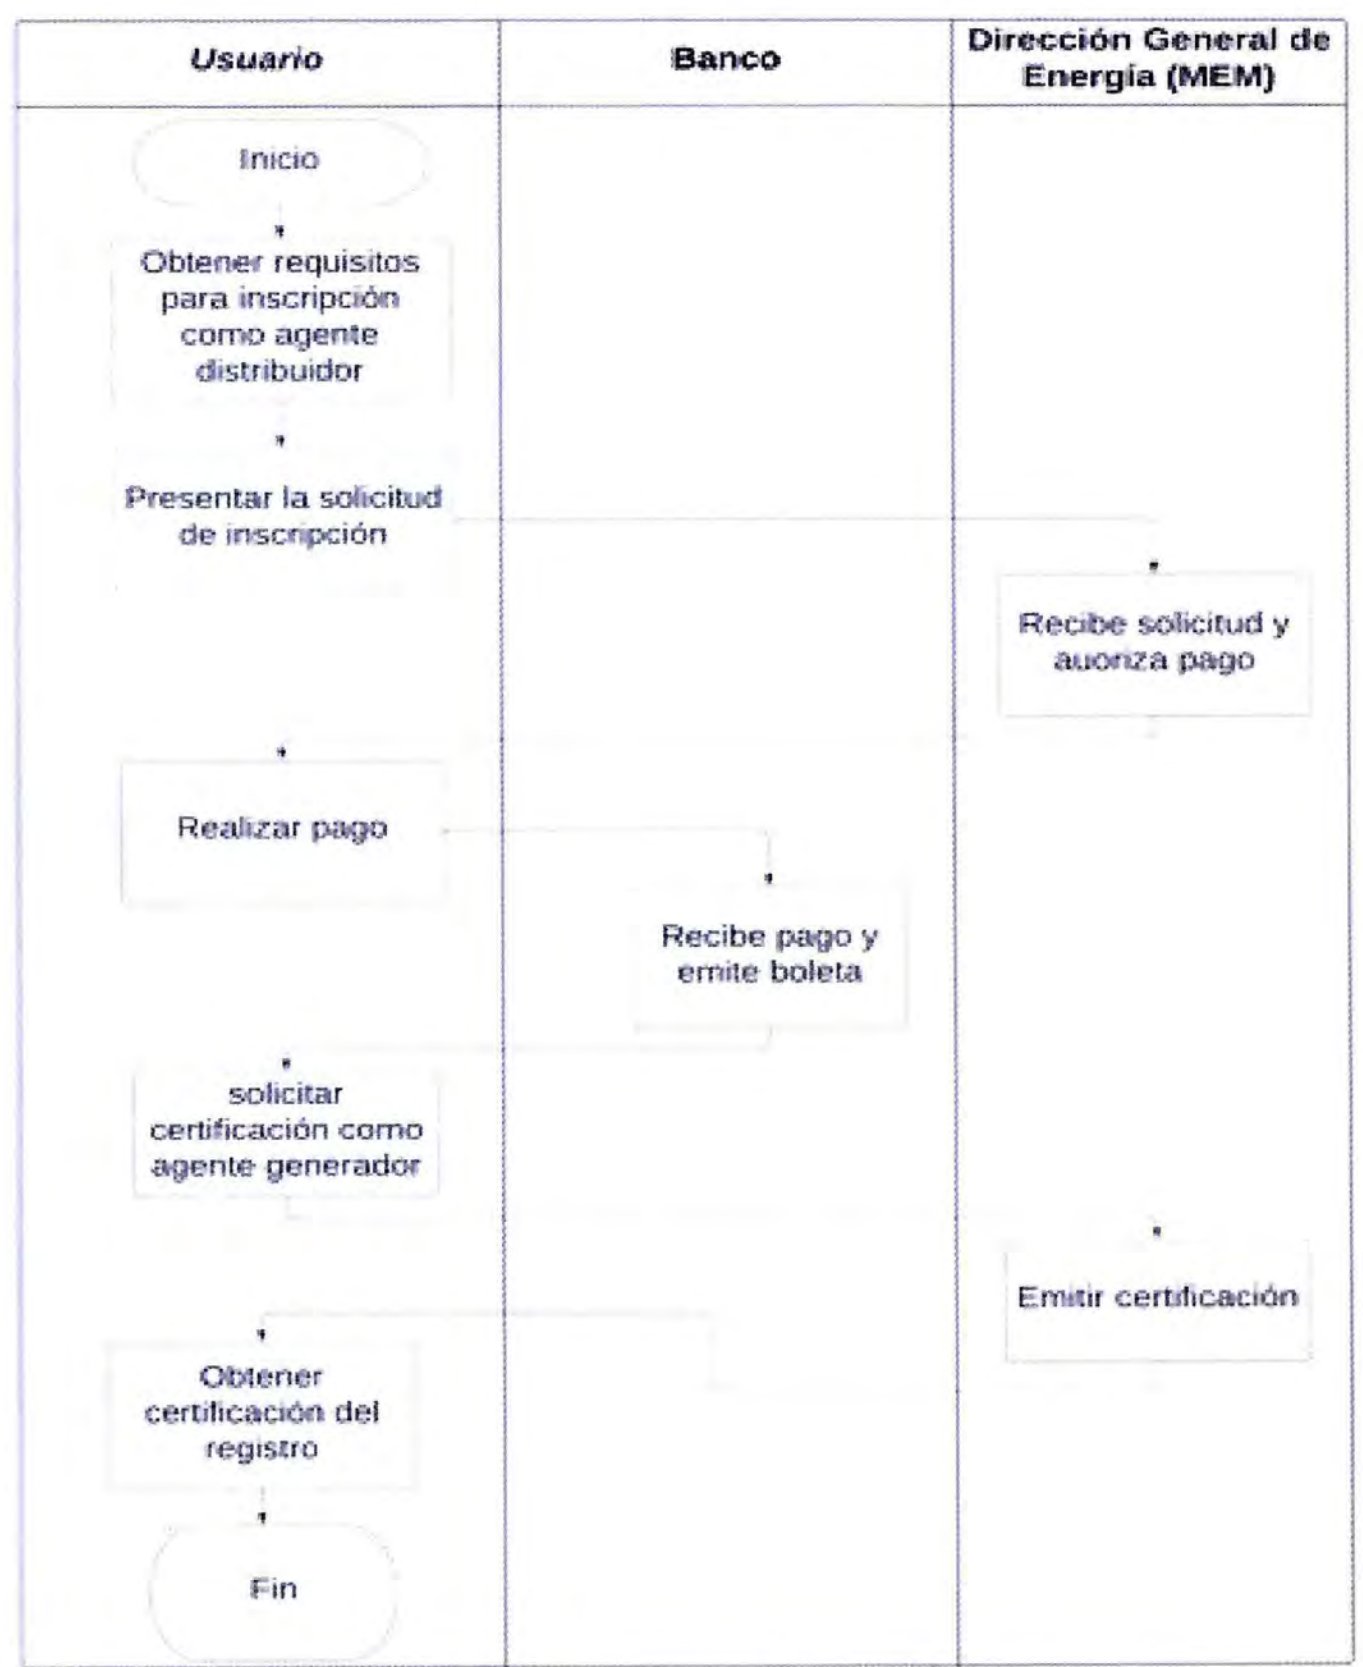 Usuario
Banco
Dirección General de
Energía (MEM)
Inicio
Obtener requisitos
para inscripción
como agente
distribuidor
Presentar la solicitud
de inscripción
Recibe solicitud y
auoriza pago
Realizar pago
Recibe pago y
emite boleta
solicitar
certificación como
agente generador
Emitir certificación
Obtener
certificación del
registro
Fin